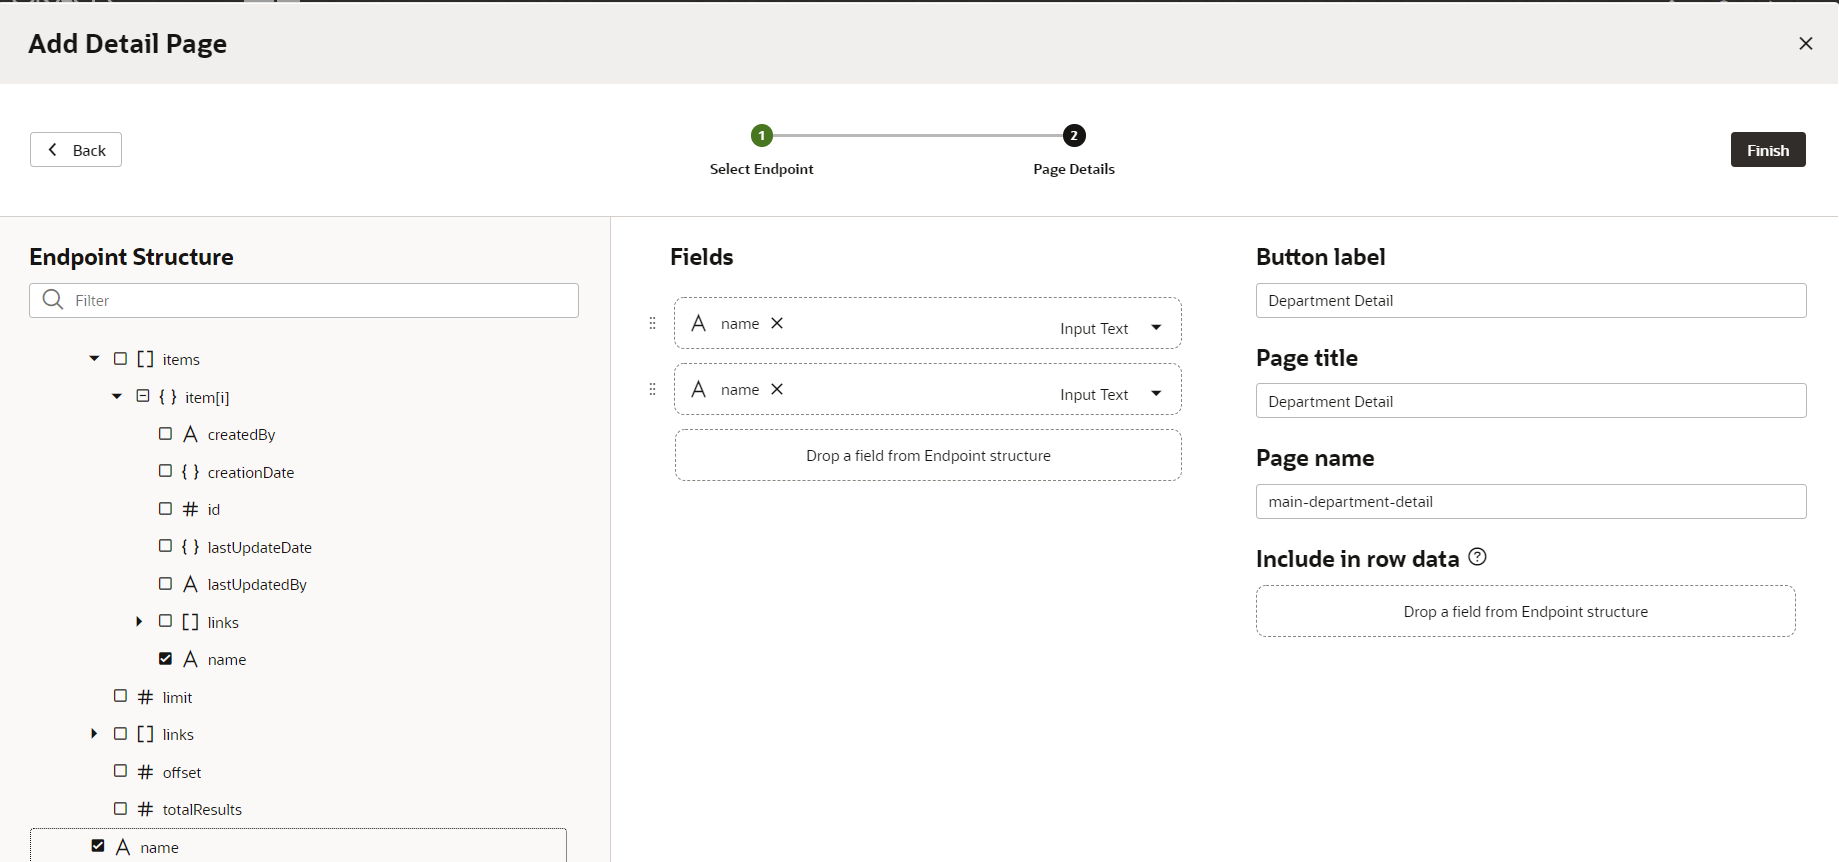 Add Detail Page
Back
1
2
Select Endpoint
Page Details
Finish
Endpoint Structure
Filter
[ ] items
{ } item[i]
A createdBy
{ } creationDate
# id
{ } lastUpdateDate
A lastUpdatedBy
[ ] links
A name
# limit
[ ] links
# offset
# totalResults
A name
Fields
A name
Input Text
A name
Input Text
Drop a field from Endpoint structure
Button label
Department Detail
Page title
Department Detail
Page name
main-department-detail
Include in row data ?
Drop a field from Endpoint structure